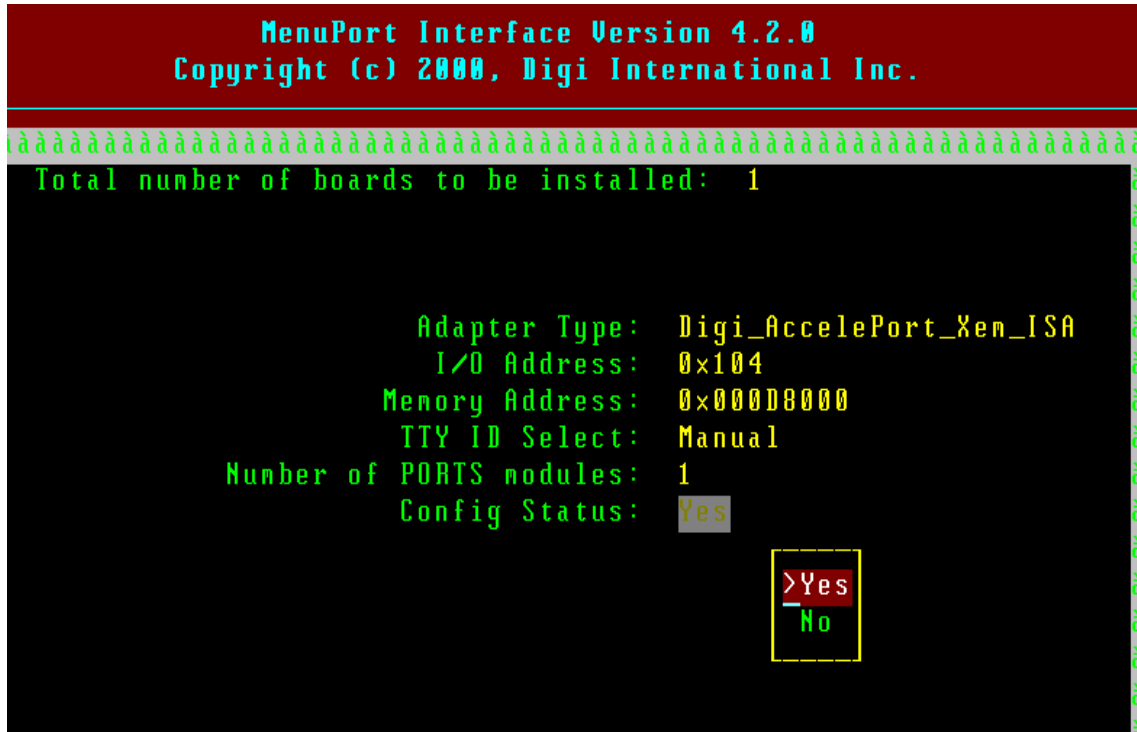 MenuPort Interface Version 4.2.0
Copyright (c) 2000, Digi International Inc.
Total number of boards to be installed: 1
Adapter Type: Digi_AccelePort_Xem_ISA
I/O Address: 0x104
Memory Address: 0x000D8000
TTY ID Select: Manual
Number of PORTS modules: 1
Config Status: Yes
>Yes
No